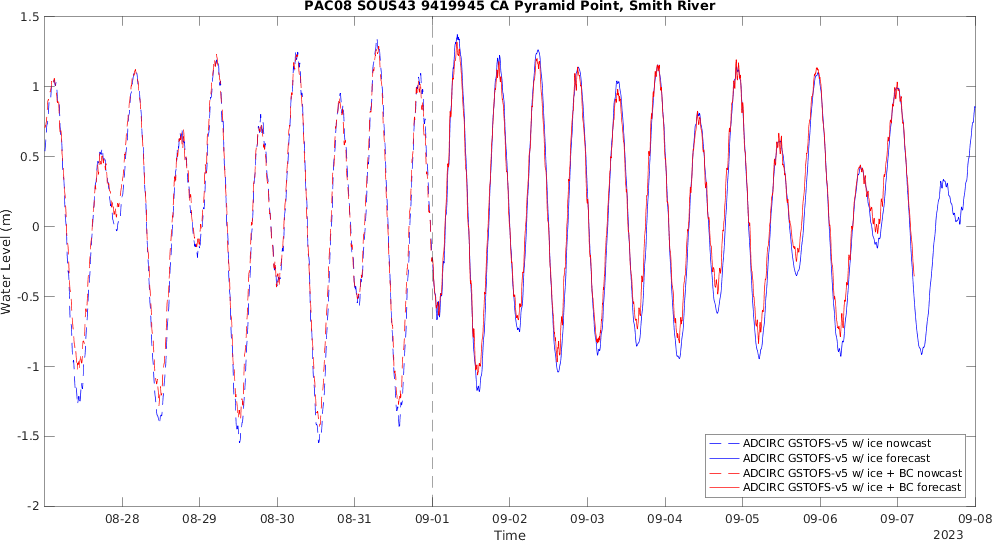 PAC08 SOUS43 9419945 CA Pyramid Point, Smith River
1.5
1
0.5
0
-0.5
-1
-1.5
-2
Water Level (m)
08-28 08-29 08-30 08-31 09-01 09-02 09-03 09-04 09-05 09-06 09-07 09-08
Time
2023
ADCIRC GSTOFS-v5 w/ ice nowcast
ADCIRC GSTOFS-v5 w/ ice forecast
ADCIRC GSTOFS-v5 w/ ice + BC nowcast
ADCIRC GSTOFS-v5 w/ ice + BC forecast